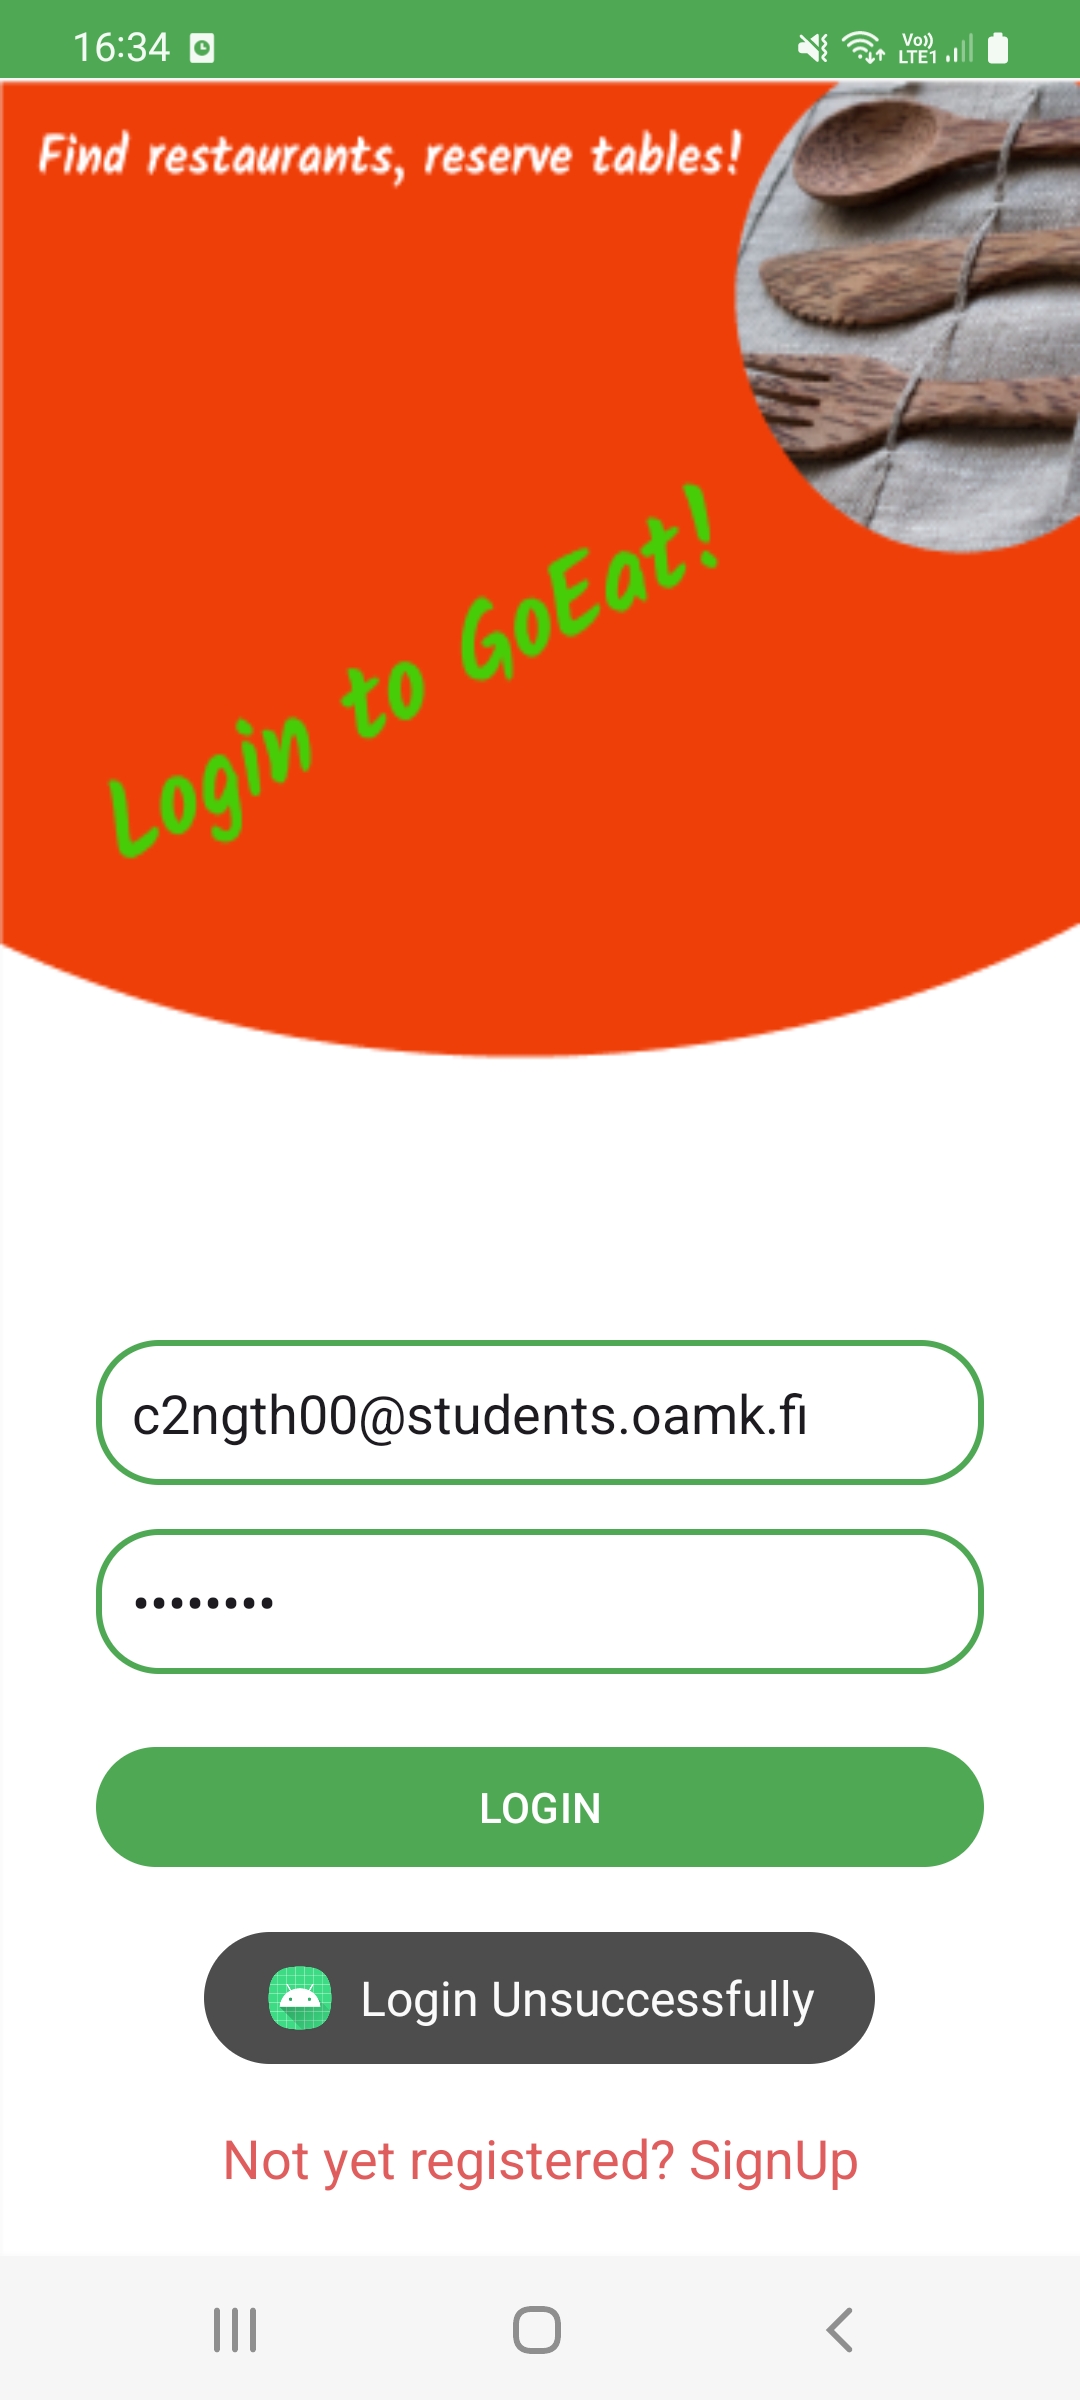 16:34
Vo))
LTE1
Find restaurants, reserve tables!
Login to GoEat!
c2ngth00@students.oamk.fi
••••••••
LOGIN
Login Unsuccessfully
Not yet registered? SignUp